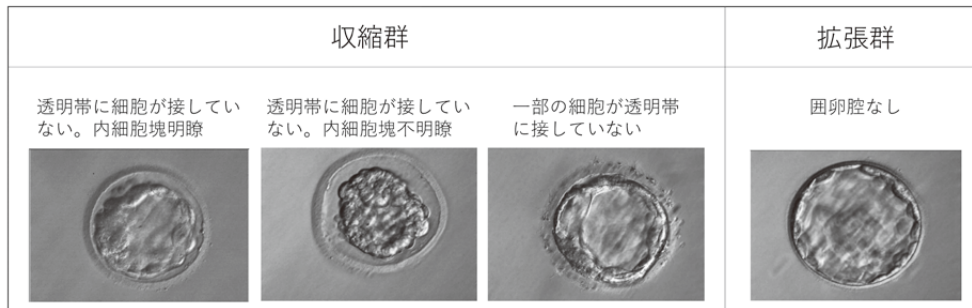 収縮群
拡張群
透明帯に細胞が接してい
ない。内細胞塊明瞭
透明帯に細胞が接してい
ない。内細胞塊不明瞭
一部の細胞が透明帯
に接していない
囲卵腔なし